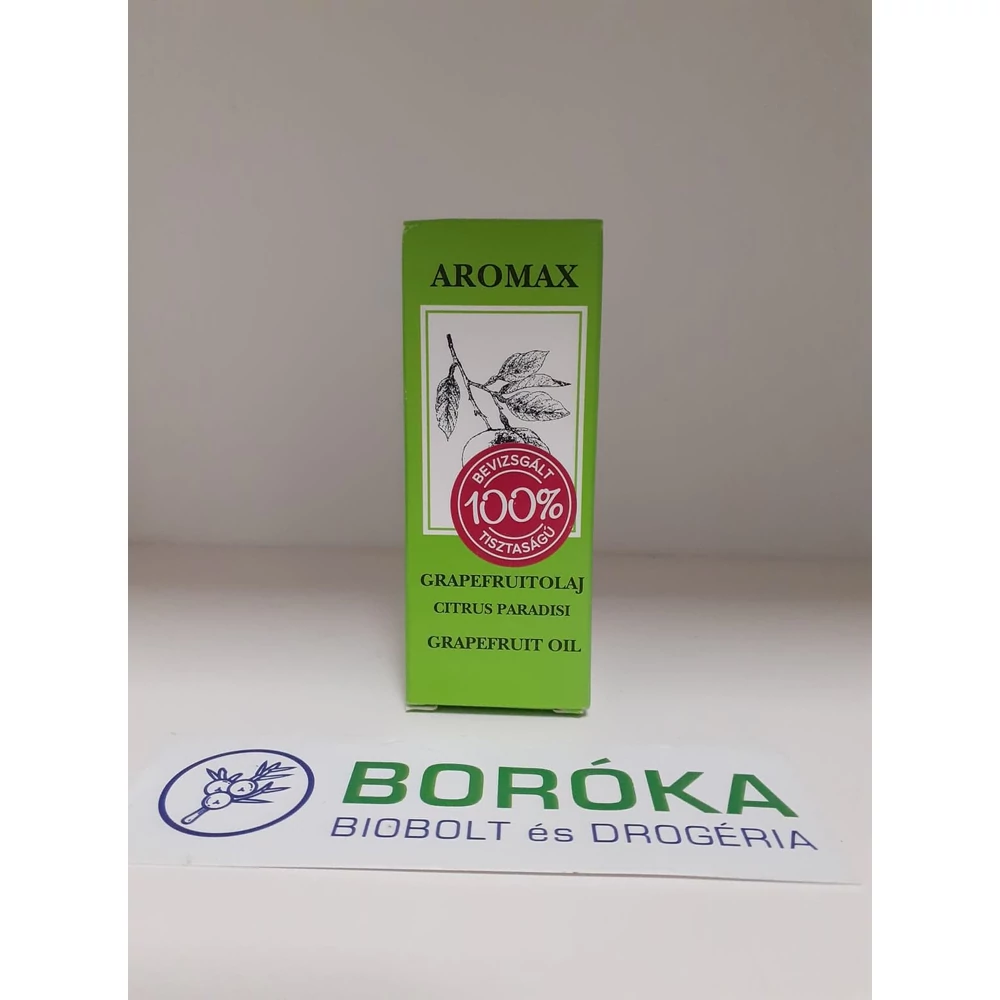 AROMAX
BEVIZSGÁLT
100%
TISZTASÁGÚ
GRAPEFRUITOLAJ
CITRUS PARADISI
GRAPEFRUIT OIL
BORÓKA
BIOBOLT és DROGÉRIA